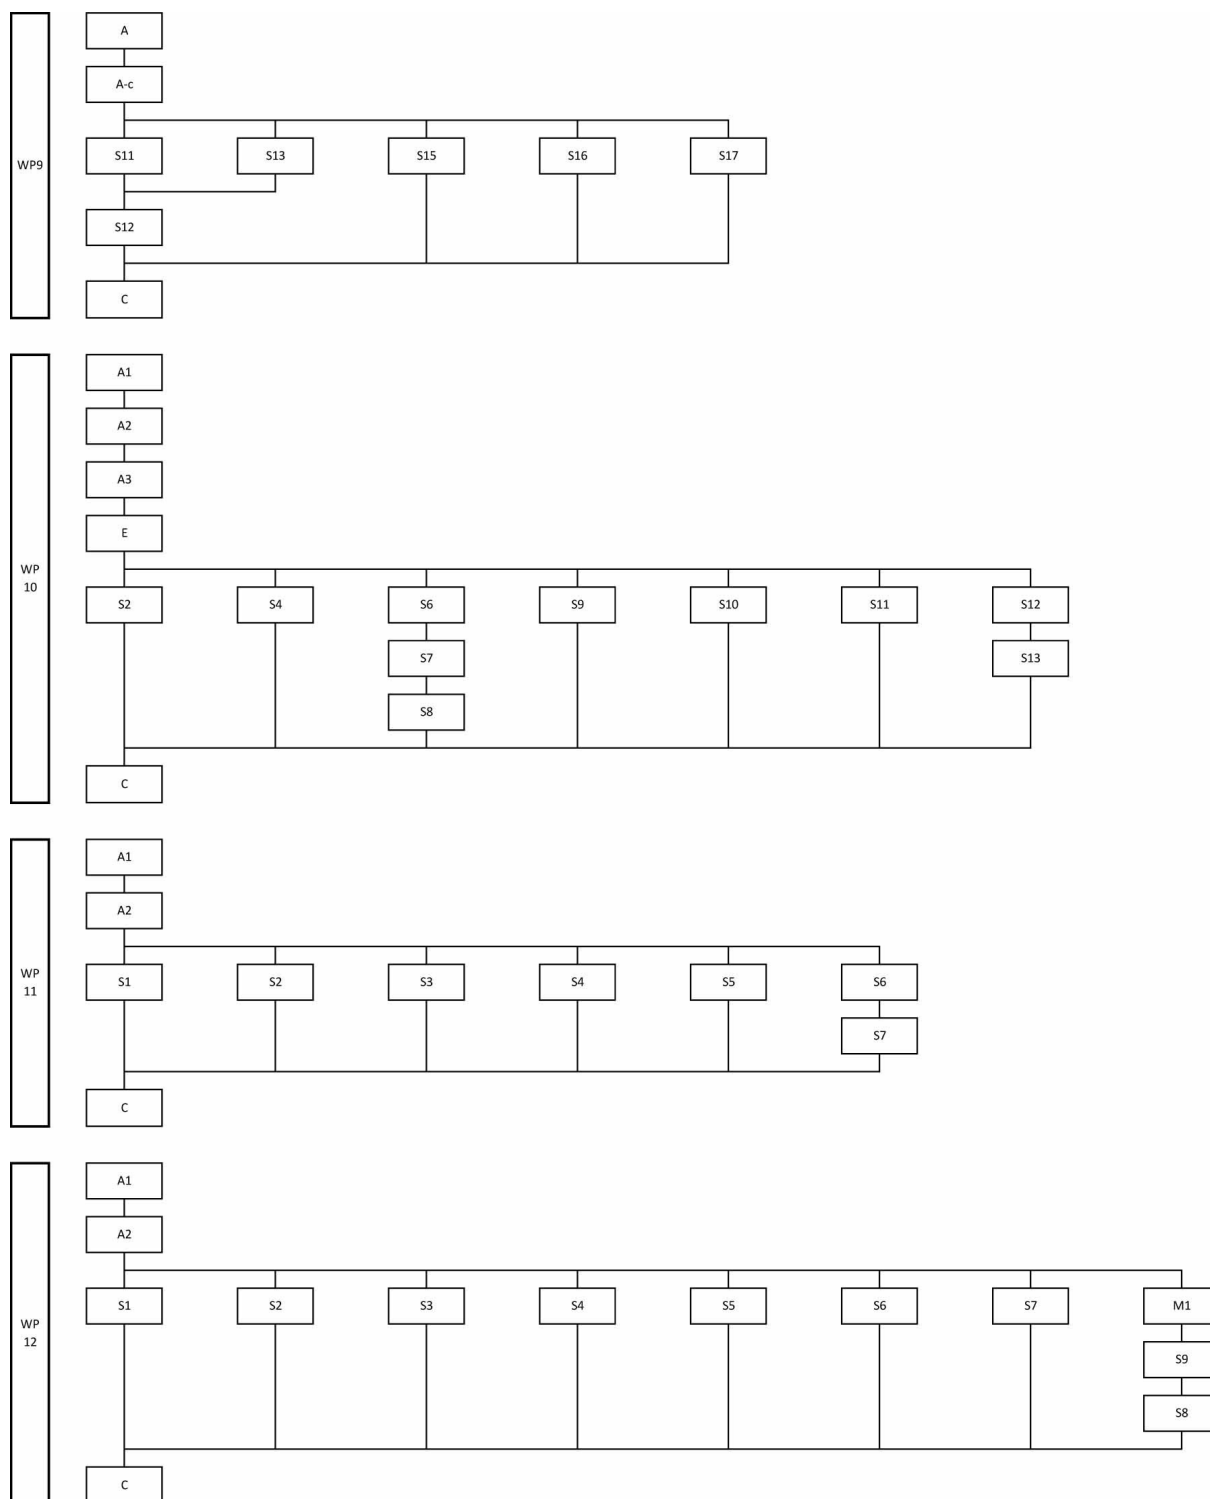 WP9
A
A-c
S11 S13 S15 S16 S17
S12
C
WP
10
A1
A2
A3
E
S2 S4 S6 S9 S10 S11 S12
S7 S13
S8
C
WP
11
A1
A2
S1 S2 S3 S4 S5 S6
S7
C
WP
12
A1
A2
S1 S2 S3 S4 S5 S6 S7 M1
S9
S8
C